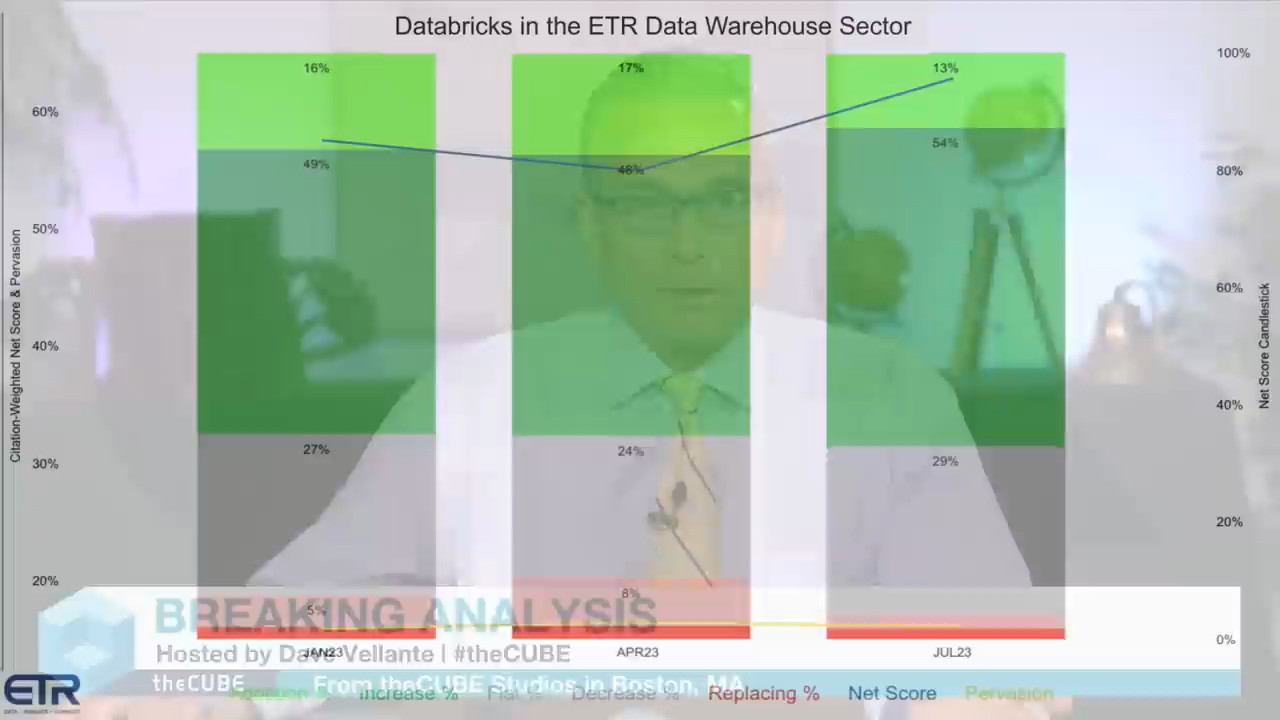 Databricks in the ETR Data Warehouse Sector
16%
17%
13%
100%
60%
49%
48%
54%
80%
50%
Citation-Weighted Net Score & Pervasion
60%
Net Score Candlestick
40%
40%
30%
27%
24%
29%
20%
20%
5%
8%
0%
BREAKING ANALYSIS
Hosted by Dave Vellante | #theCUBE
JAN23
APR23
JUL23
theCUBE
From theCUBE Studios in Boston, MA
ETR
Adoption % Increase % Flat % Decrease % Replacing % Net Score Pervasion